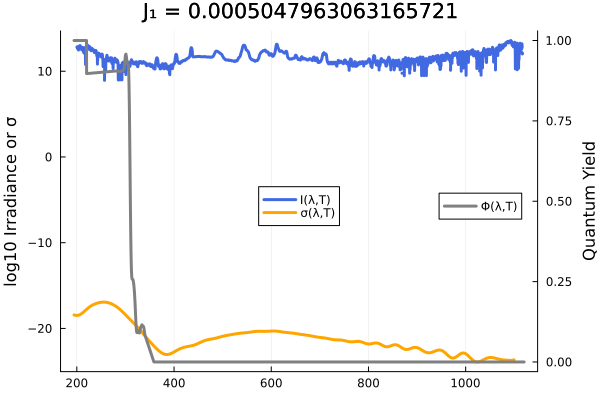 J₁ = 0.0005047963063165721
log10 Irradiance or σ
10
0
−10
−20
200
400
600
800
1000
1.00
0.75
0.50
0.25
0.00
Quantum Yield
I(λ,T)
σ(λ,T)
Φ(λ,T)